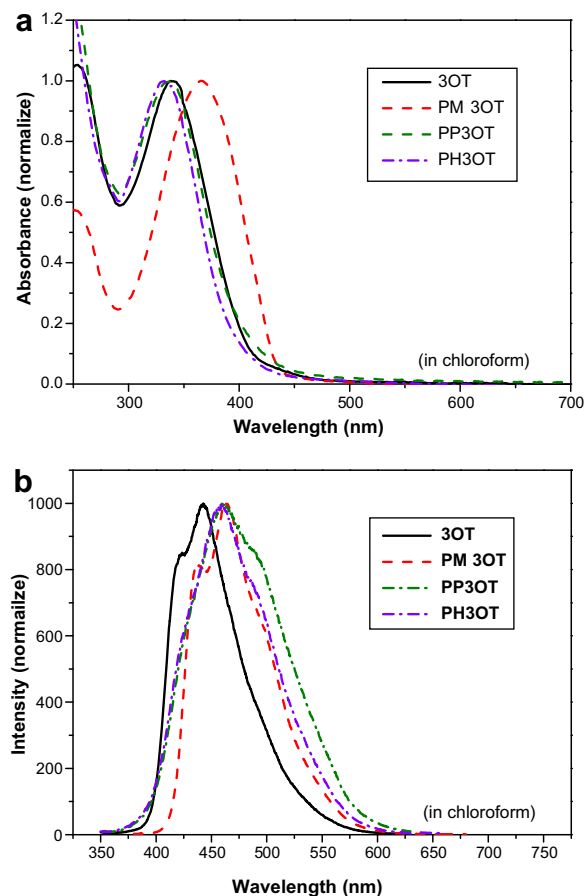 a
1.2
1.0
0.8
0.6
0.4
0.2
0.0
Absorbance (normalize)
3OT
PM 3OT
PP3OT
PH3OT
(in chloroform)
300 400 500 600 700
Wavelength (nm)
b
1000
800
600
400
200
0
Intensity (normailze)
3OT
PM 3OT
PP3OT
PH3OT
(in chloroform)
350 400 450 500 550 600 650 700 750
Wavelength (nm)